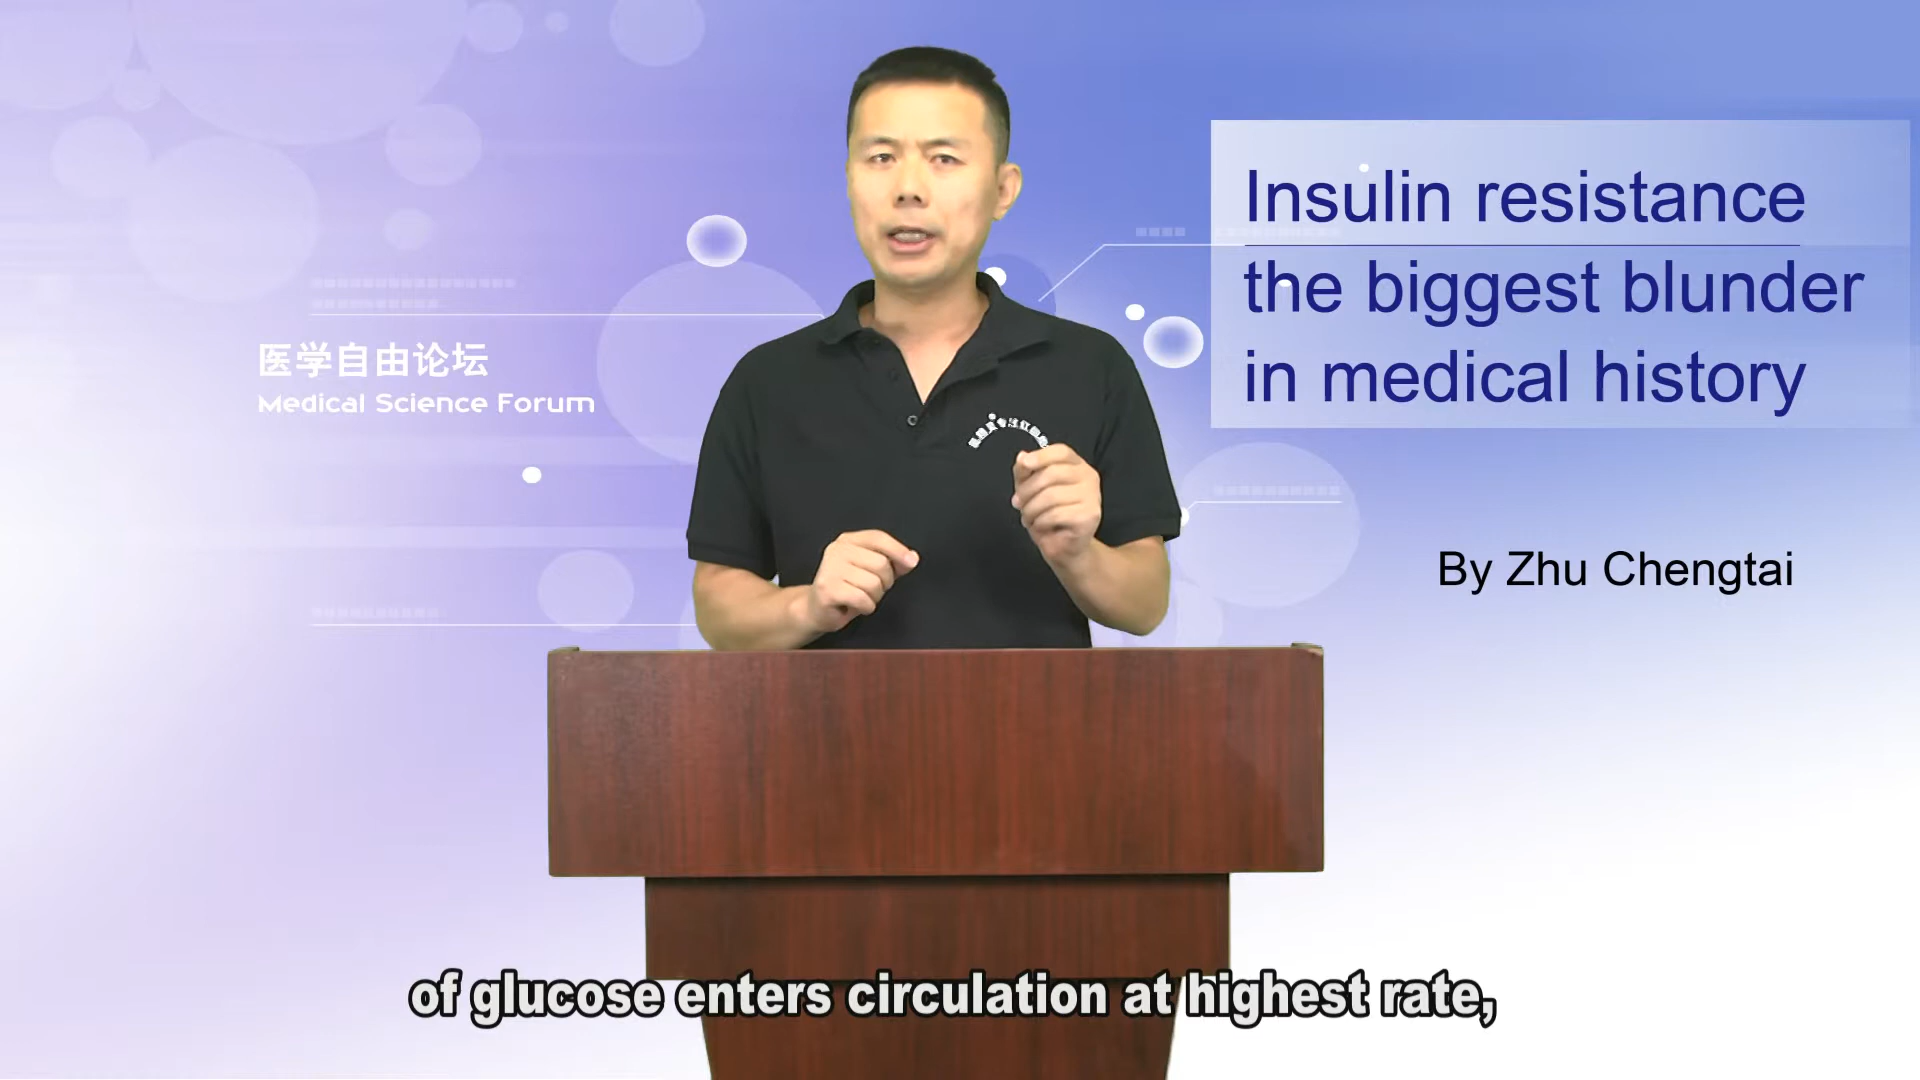 医学自由论坛
Medical Science Forum
Insulin resistance
the biggest blunder
in medical history
By Zhu Chengtai
of glucose enters circulation at highest rate,